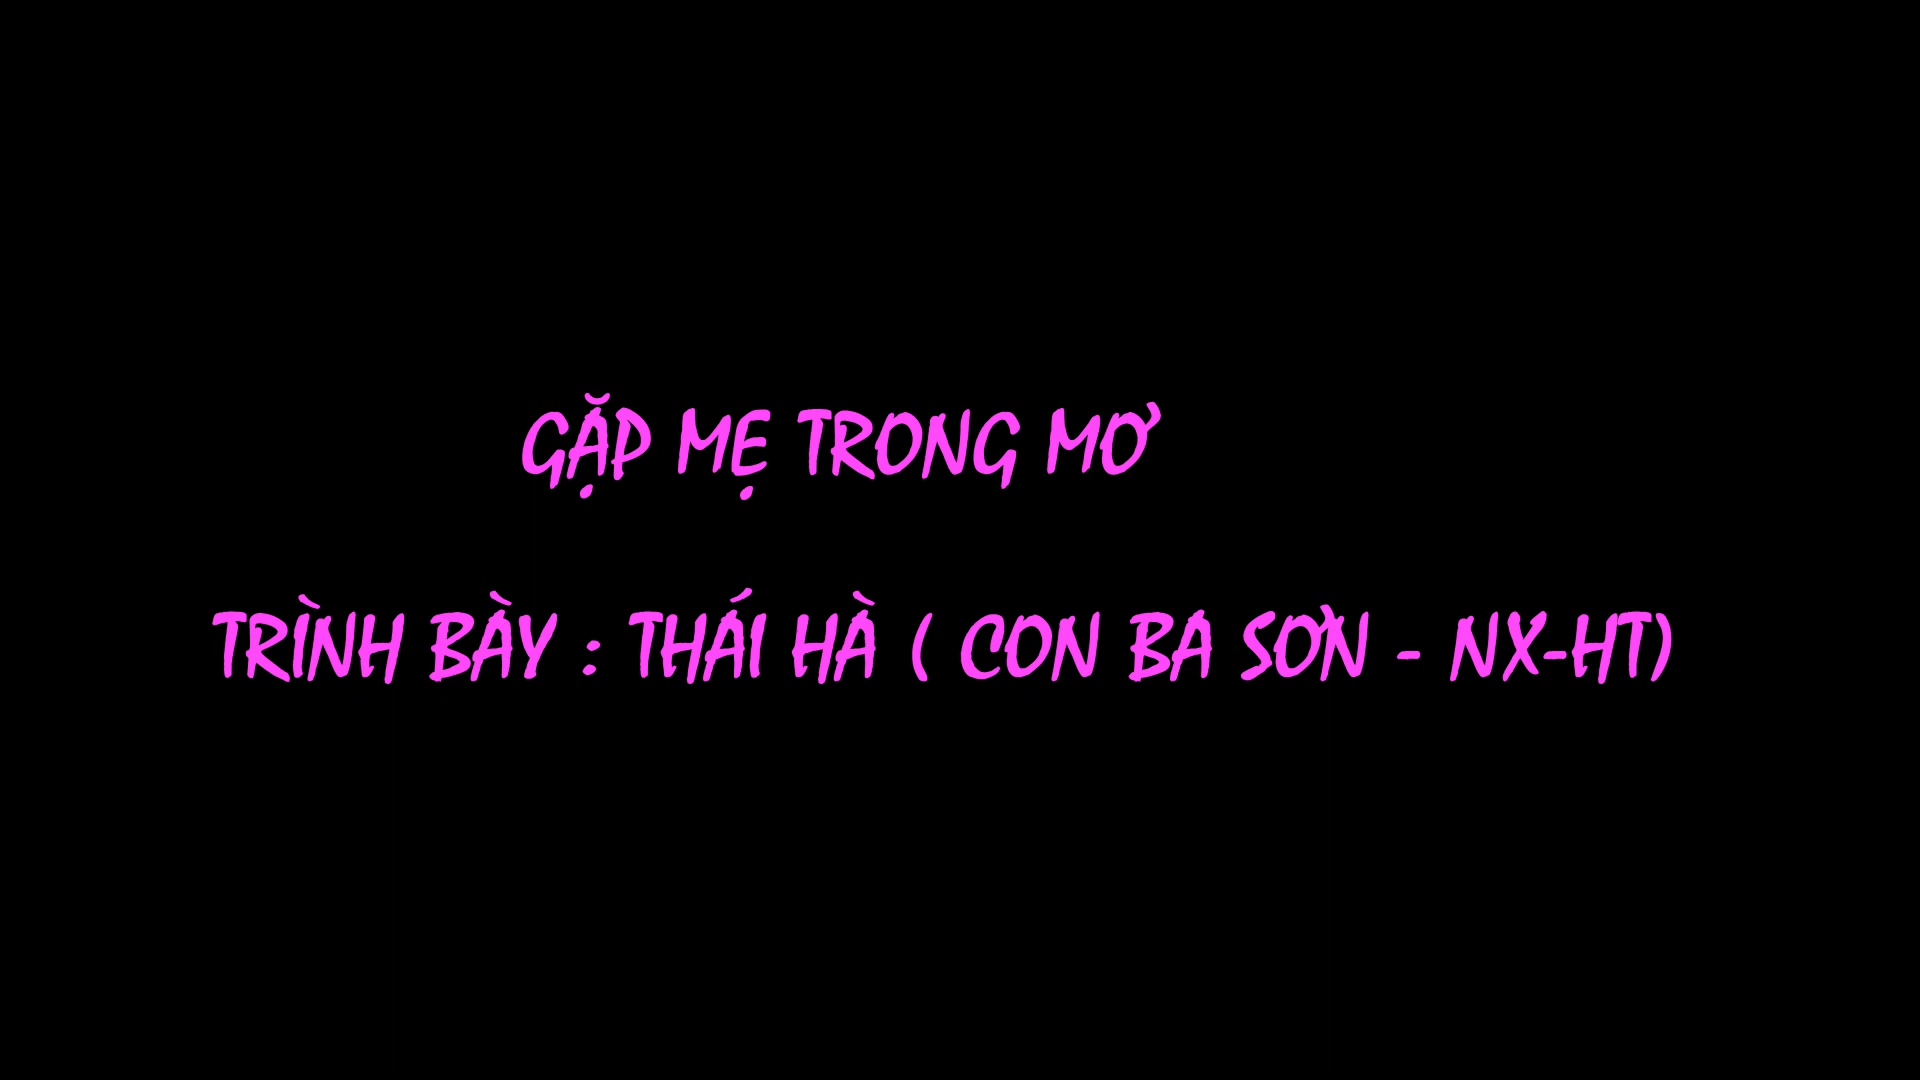 GẶP MẸ TRONG MƠ
TRÌNH BÀY : THÁI HÀ ( CON BA SƠN - NX-HT)